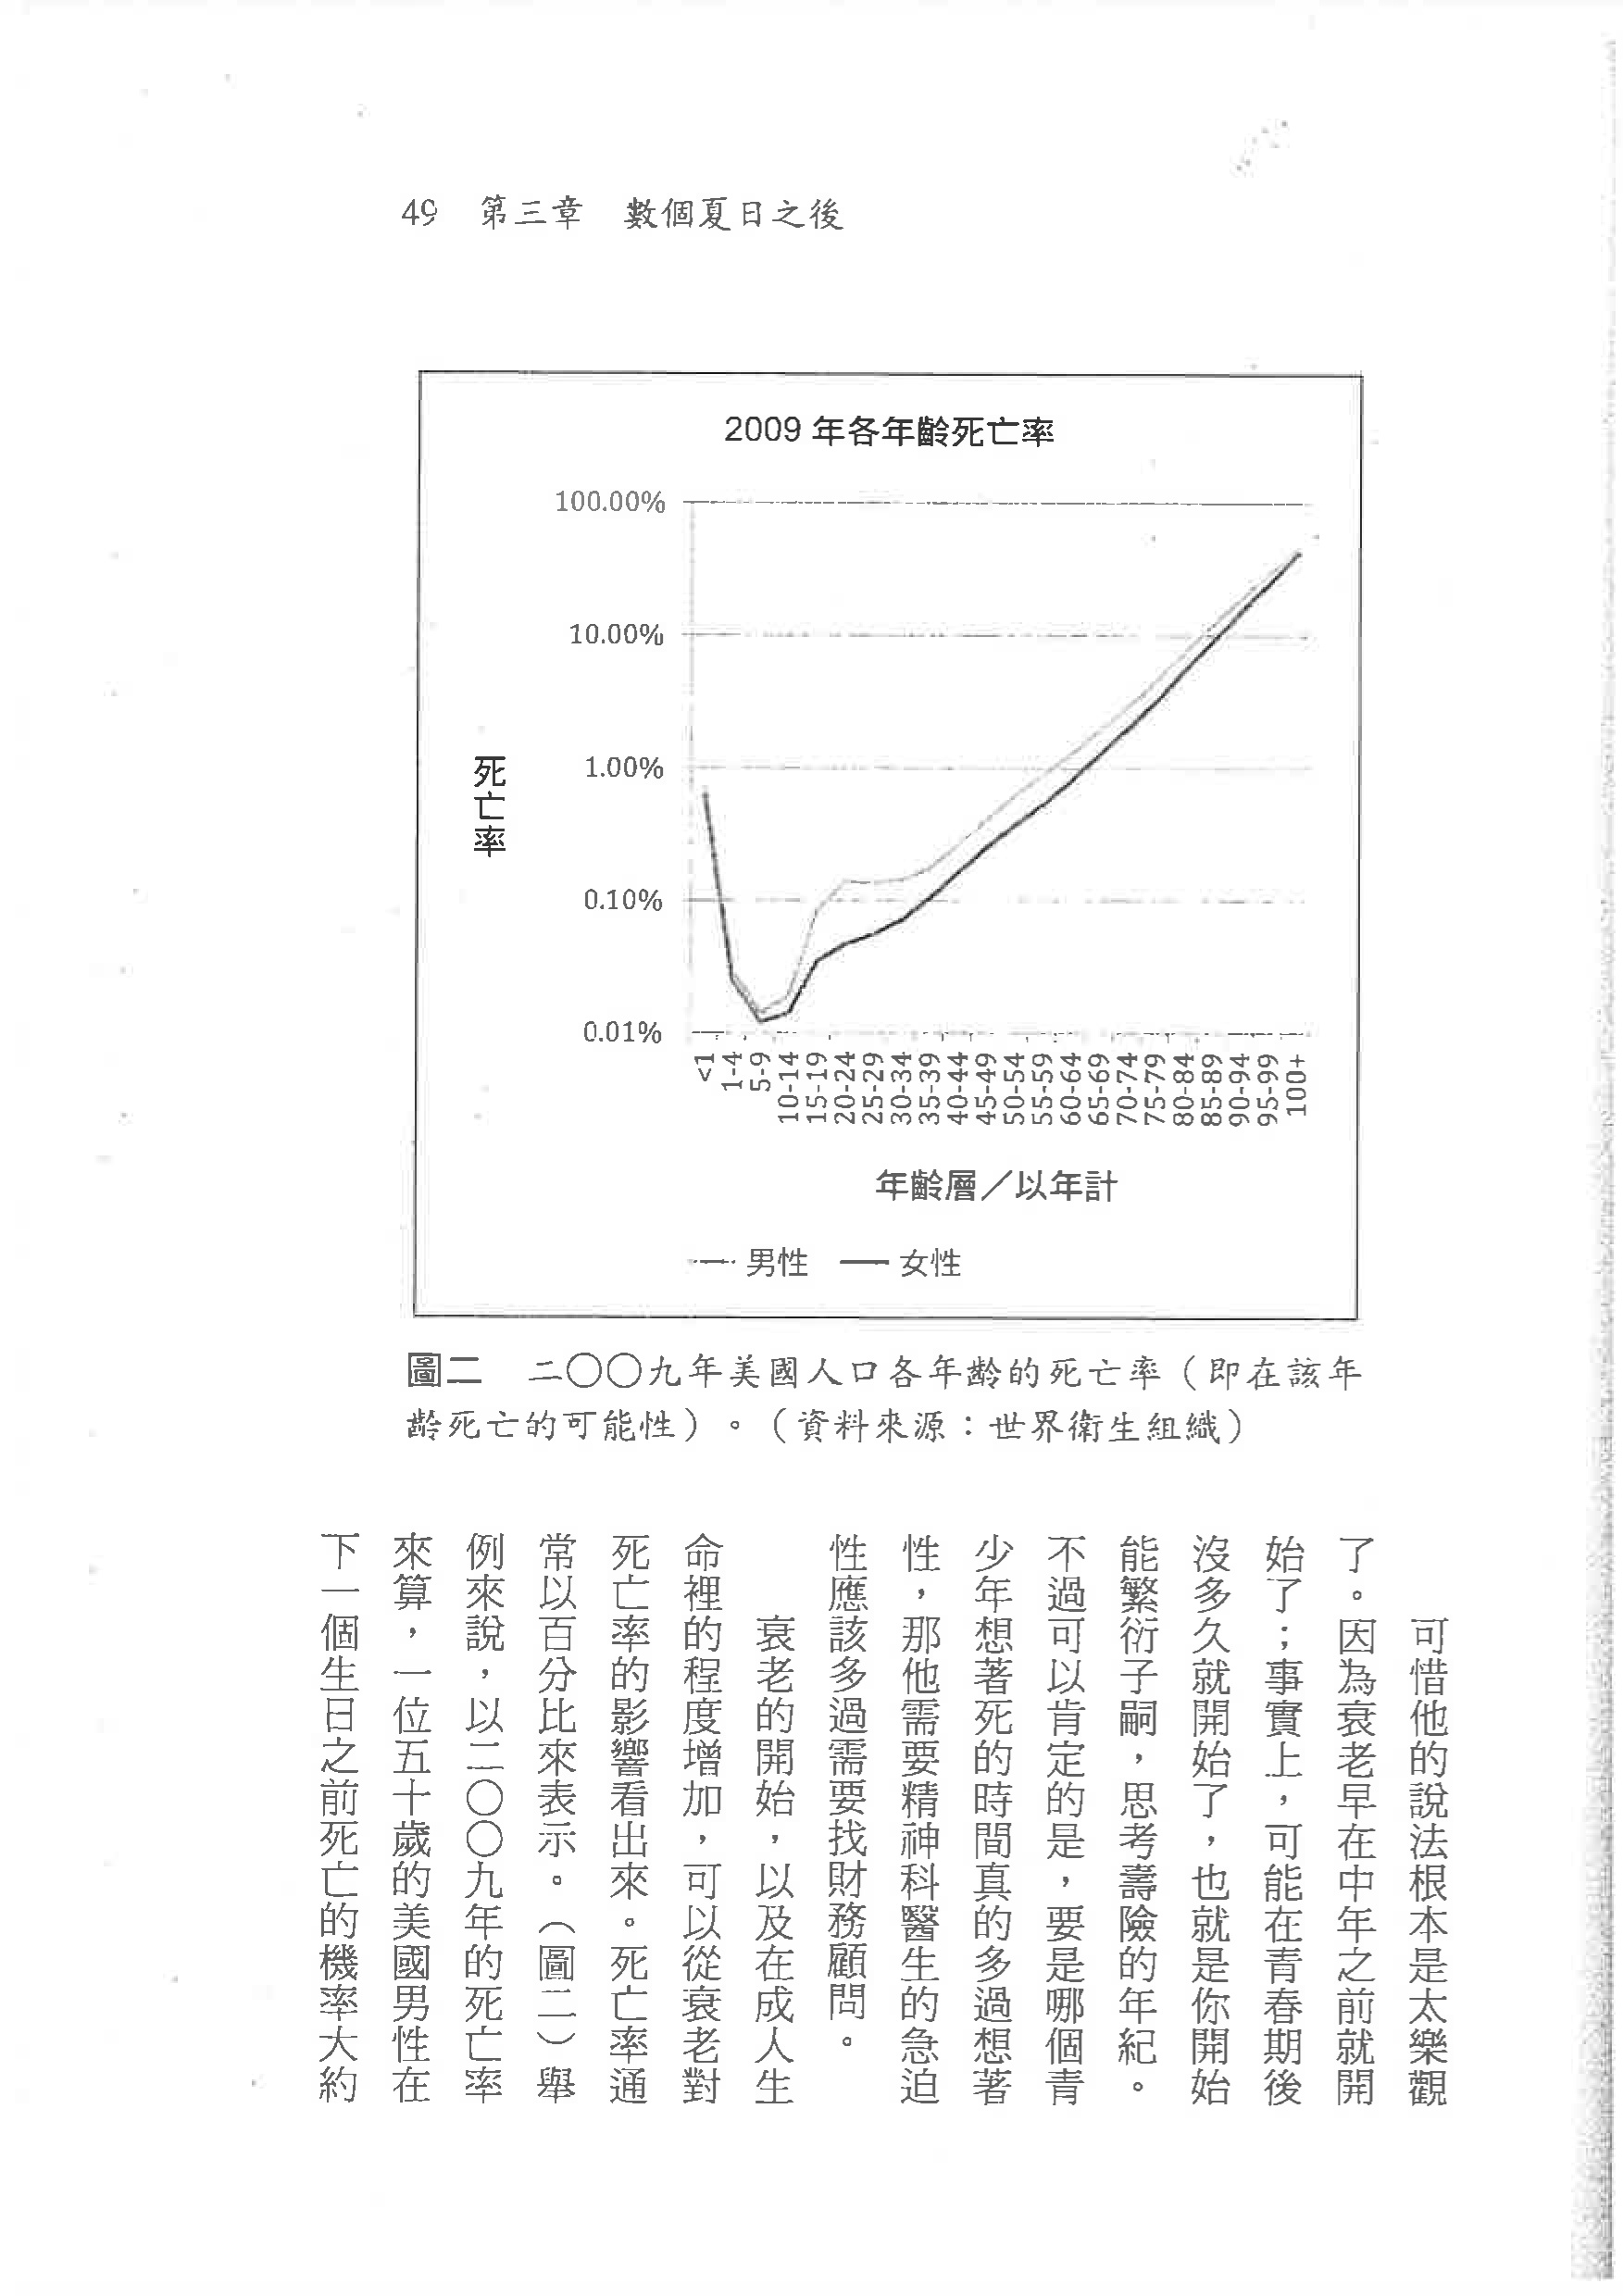 49 第三章 數個夏日之後
2009 年各年齡死亡率
100.00%
10.00%
1.00%
0.10%
0.01%
死亡率
<1
1-4
5-9
10-14
15-19
20-24
25-29
30-34
35-39
40-44
45-49
50-54
55-59
60-64
65-69
70-74
75-79
80-84
85-89
90-94
95-99
100+
年齡層／以年計
男性 女性
圖二 二〇〇九年美國人口各年齡的死亡率（即在該年
齡死亡的可能性）。（資料來源：世界衛生組織）
可惜他的說法根本是太樂觀
了。因為衰老早在中年之前就開
始了；事實上，可能在青春期後
沒多久就開始了，也就是你開始
能繁衍子嗣，思考壽險的年紀。
不過可以肯定的是，要是哪個青
少年想著死的時間真的多過想著
性，那他需要精神科醫生的急迫
性應該多過需要找財務顧問。
衰老的開始，以及在成人生
命裡的程度增加，可以從衰老對
死亡率的影響看出來。死亡率通
常以百分比來表示。（圖二）舉
例來說，以二〇〇九年的死亡率
來算，一位五十歲的美國男性在
下一個生日之前死亡的機率大約